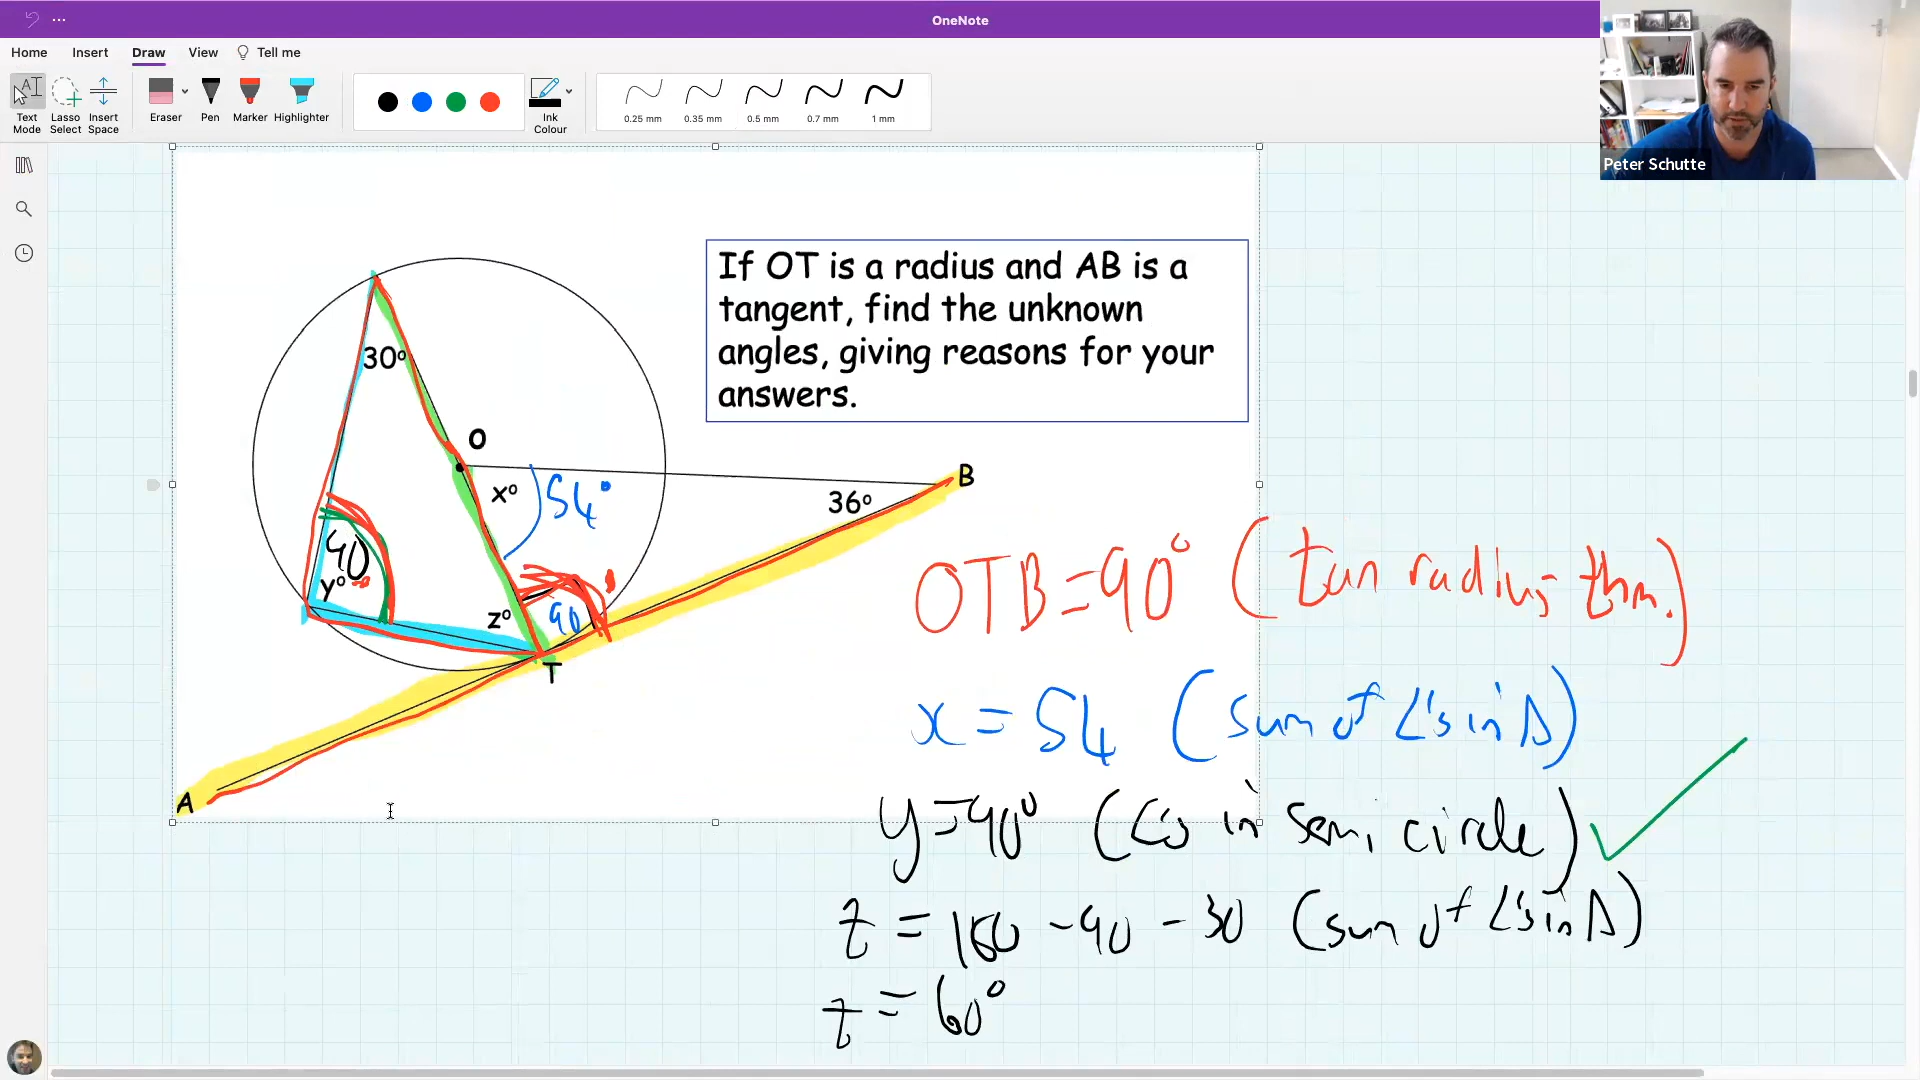 OneNote
Home Insert Draw View Tell me
Text Mode
Lasso Select
Insert Space
Eraser
Pen
Marker
Highlighter
Ink Colour
0.25 mm
0.35 mm
0.5 mm
0.7 mm
1 mm
Peter Schutte
If OT is a radius and AB is a
tangent, find the unknown
angles, giving reasons for your
answers.
30°
O
x°
54°
36°
B
90
y°
z°
90
T
A
OTB = 90° (tan radius thm.)
x = 54 (sum of ∠'s in Δ)
y = 90° (∠s in semi circle)
z = 180 - 90 - 30 (sum of ∠'s in Δ)
z = 60°